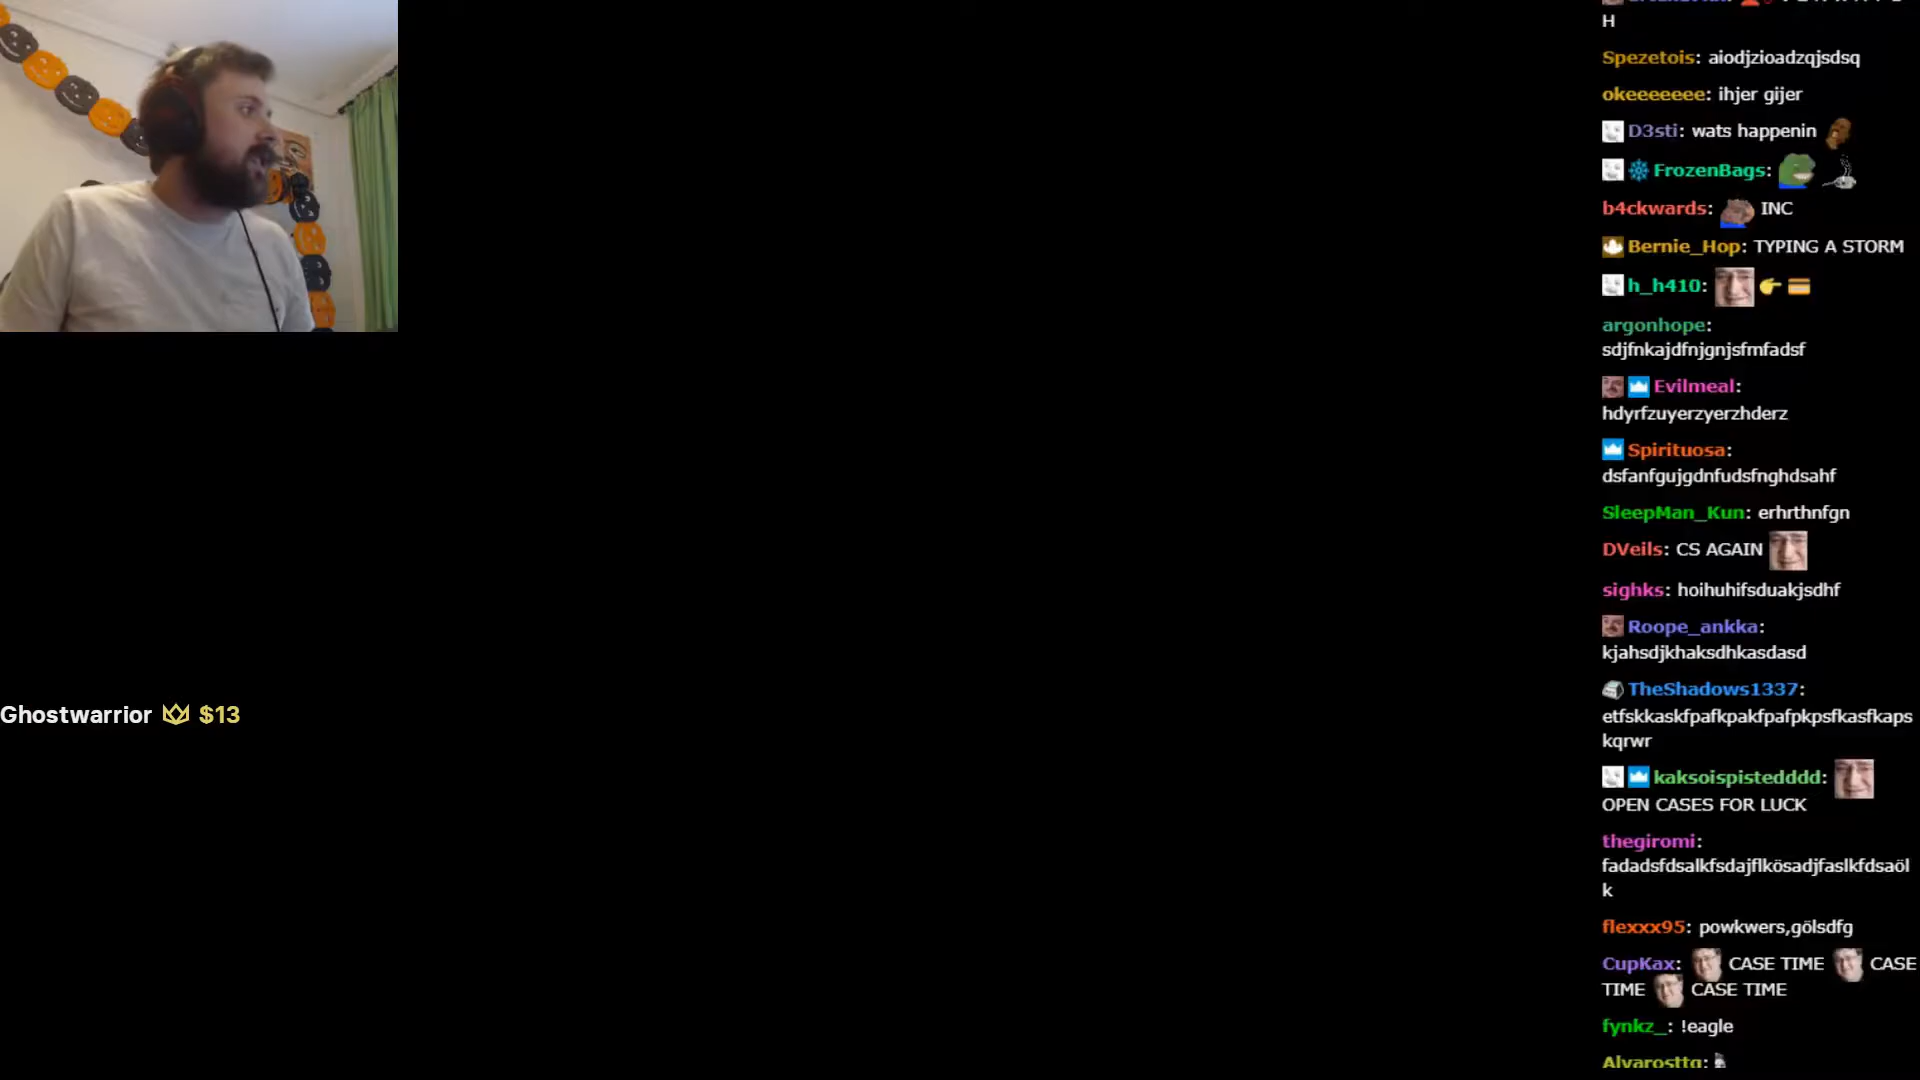 H
Spezetois: aiodjzioadzqjsdsq
okeeeeeee: ihjer gijer
D3sti: wats happenin
FrozenBags:
b4ckwards: INC
Bernie_Hop: TYPING A STORM
h_h410:
argonhope:
sdjfnkajdfnjgnjsfmfadsf
Evilmeal:
hdyrfzuyerzyerzhderz
Spirituosa:
dsfanfgujgdnfudsfnghdsahf
SleepMan_Kun: erhrthnfgn
DVeils: CS AGAIN
sighks: hoihuhifsduakjsdhf
Roope_ankka:
kjahsdjkhaksdhkasdasd
TheShadows1337:
etfskkaskfpafkpakfpafpkpsfkasfkaps
kqrwr
kaksoispistedddd:
OPEN CASES FOR LUCK
thegiromi:
fadadsfdsalkfsdajflkösadjfaslkfdsaöl
k
flexxx95: powkwers,gölsdfg
CupKax: CASE TIME CASE
TIME CASE TIME
fynkz_: !eagle
Alvarosttg:
Ghostwarrior $13